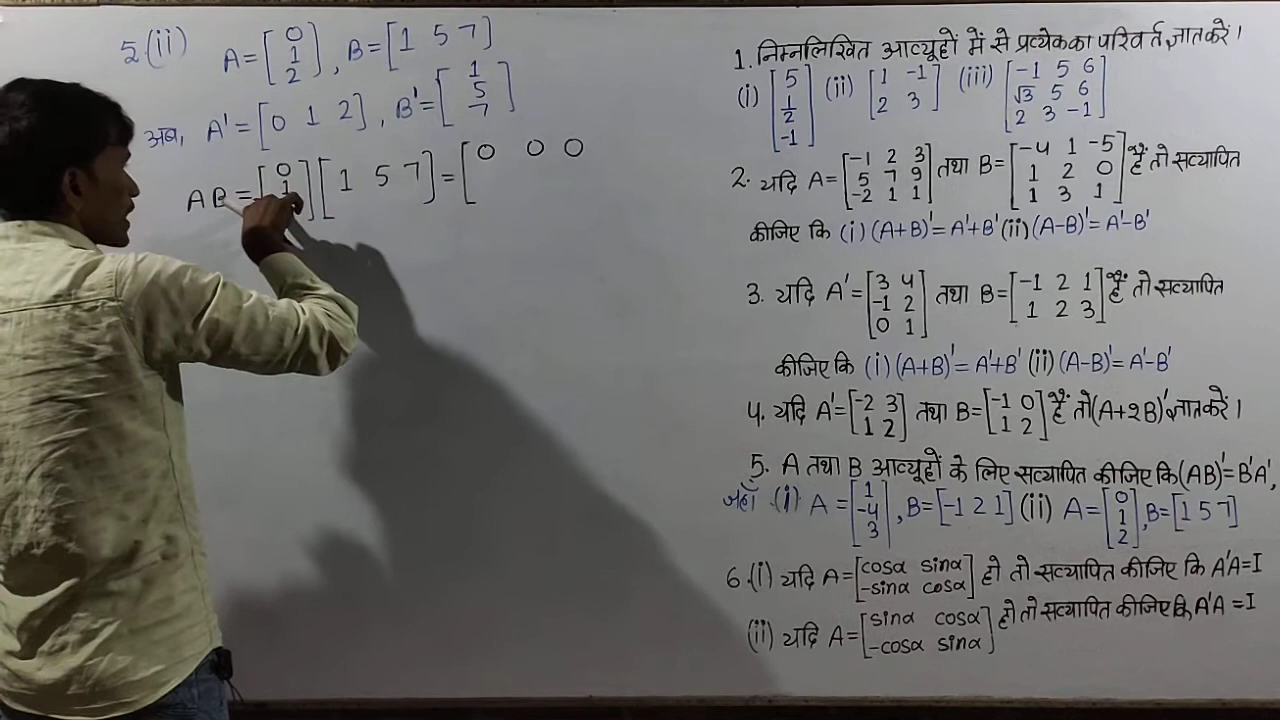 5.(ii) A = [0 1 2], B = [1 5 7]
अब, A' = [0 1 2], B' = [1 5 7]
AB = [0 1 [1 5 7] = [0 0 0
1. निम्नलिखित आव्यूहों में से प्रत्येक का परिवर्त ज्ञात करें।
(i) [5 1/2 -1] (ii) [1 -1 2 3] (iii) [-1 5 6 √3 5 6 2 3 -1]
2. यदि A = [-1 2 3 5 7 9 -2 1 1] तथा B = [-4 1 -5 1 2 0 1 3 1] हैं तो सत्यापित
कीजिए कि (i) (A+B)' = A'+B' (ii) (A-B)' = A'-B'
3. यदि A' = [3 4 -1 2 0 1] तथा B = [-1 2 1 1 2 3] हैं तो सत्यापित
कीजिए कि (i) (A+B)' = A'+B' (ii) (A-B)' = A'-B'
4. यदि A' = [-2 3 1 2] तथा B = [-1 0 1 2] हैं तो (A+2B)' ज्ञात करें।
5. A तथा B आव्यूहों के लिए सत्यापित कीजिए कि (AB)' = B'A',
जहाँ (i) A = [1 -4 3], B = [-1 2 1] (ii) A = [0 1 2], B = [1 5 7]
6.(i) यदि A = [cosα sinα -sinα cosα] हो तो सत्यापित कीजिए कि A'A = I
(ii) यदि A = [sinα cosα -cosα sinα] हो तो सत्यापित कीजिए कि A'A = I